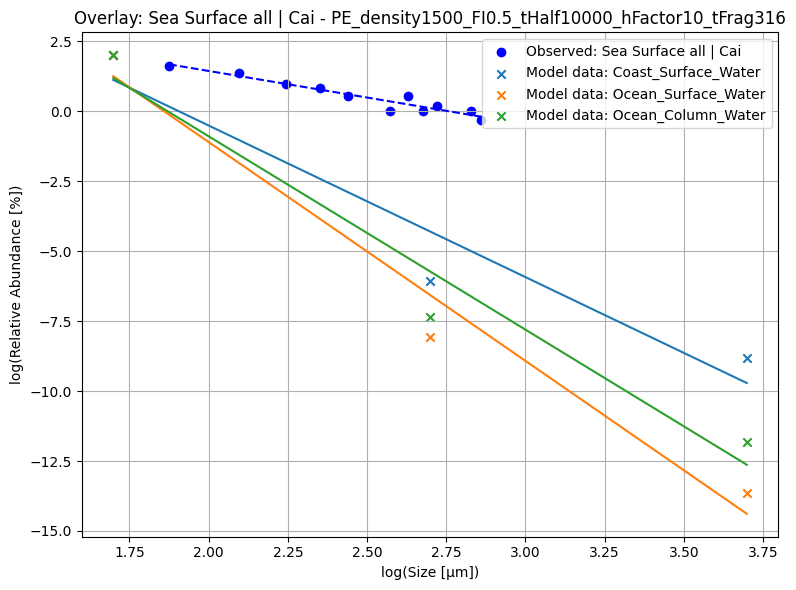 Overlay: Sea Surface all | Cai - PE_density1500_FI0.5_tHalf10000_hFactor10_tFrag316
Observed: Sea Surface all | Cai
Model data: Coast_Surface_Water
Model data: Ocean_Surface_Water
Model data: Ocean_Column_Water
log(Relative Abundance [%])
2.5
0.0
−2.5
−5.0
−7.5
−10.0
−12.5
−15.0
1.75 2.00 2.25 2.50 2.75 3.00 3.25 3.50 3.75
log(Size [µm])